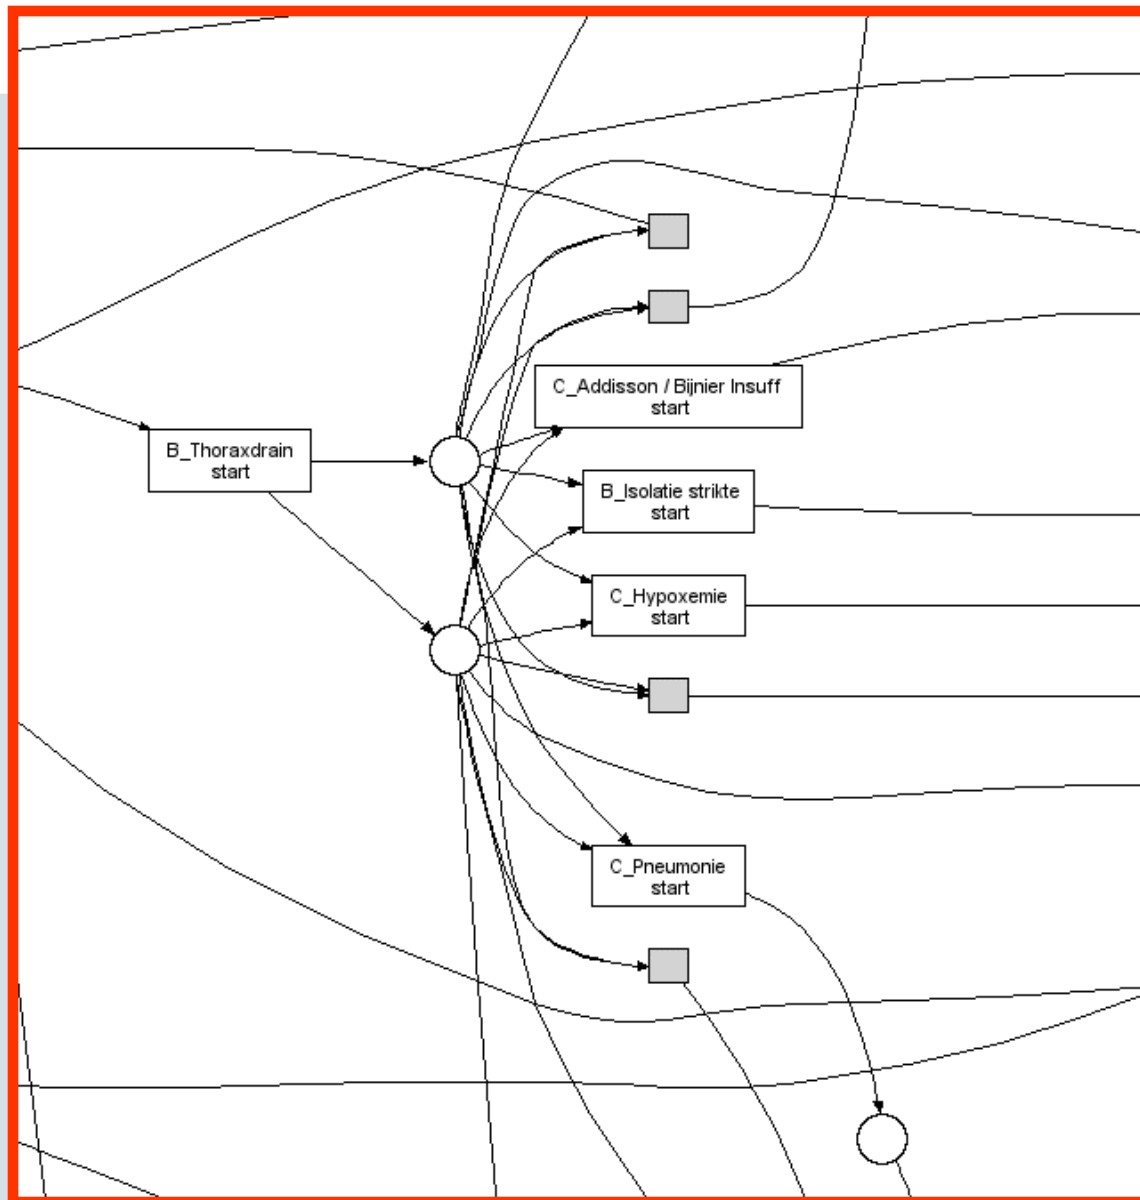 C_Addisson / Bijnier Insuff
start
B_Thoraxdrain
start
B_Isolatie strikte
start
C_Hypoxemie
start
C_Pneumonie
start